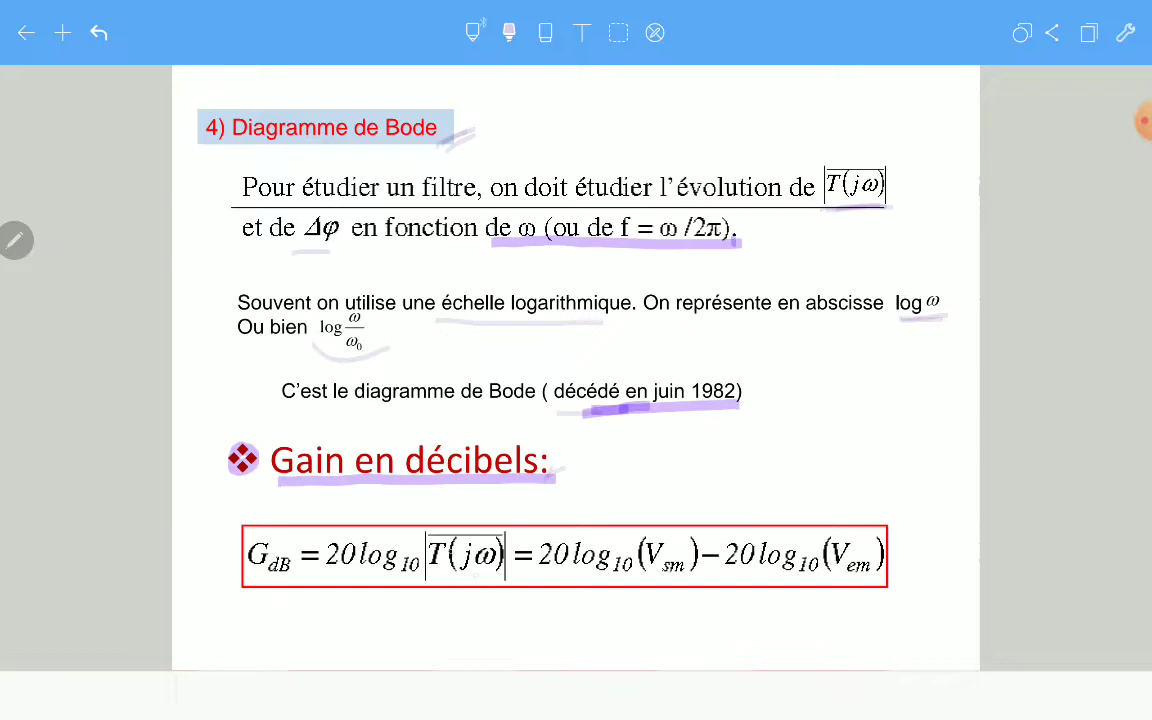 4) Diagramme de Bode
Pour étudier un filtre, on doit étudier l'évolution de |T(jω)|
et de Δφ en fonction de ω (ou de f = ω /2π).
Souvent on utilise une échelle logarithmique. On représente en abscisse log ω
Ou bien log ω/ω₀
C'est le diagramme de Bode ( décédé en juin 1982)
❖ Gain en décibels:
G_dB = 20 log₁₀ |T(jω)| = 20 log₁₀ (V_sm) – 20 log₁₀ (V_em)